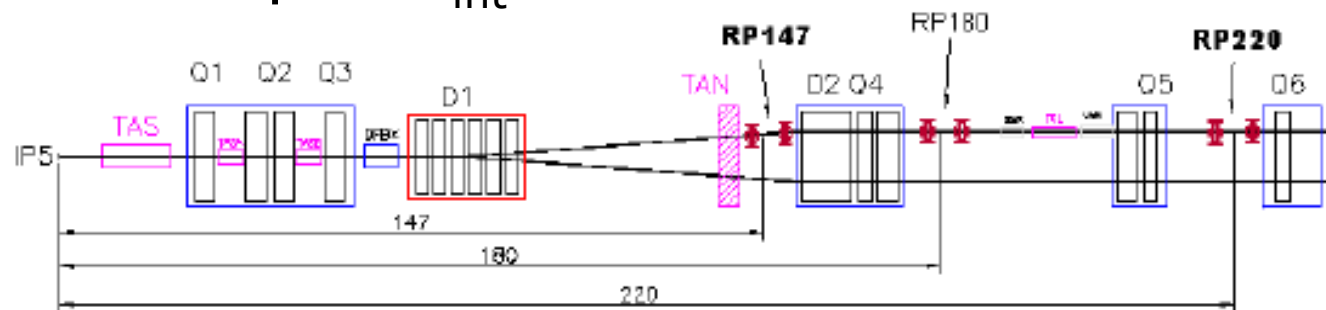 RP147 RP180 RP220
Q1 Q2 Q3 D1 TAN D2 Q4 Q5 Q6
TAS
IP5
147
180
220